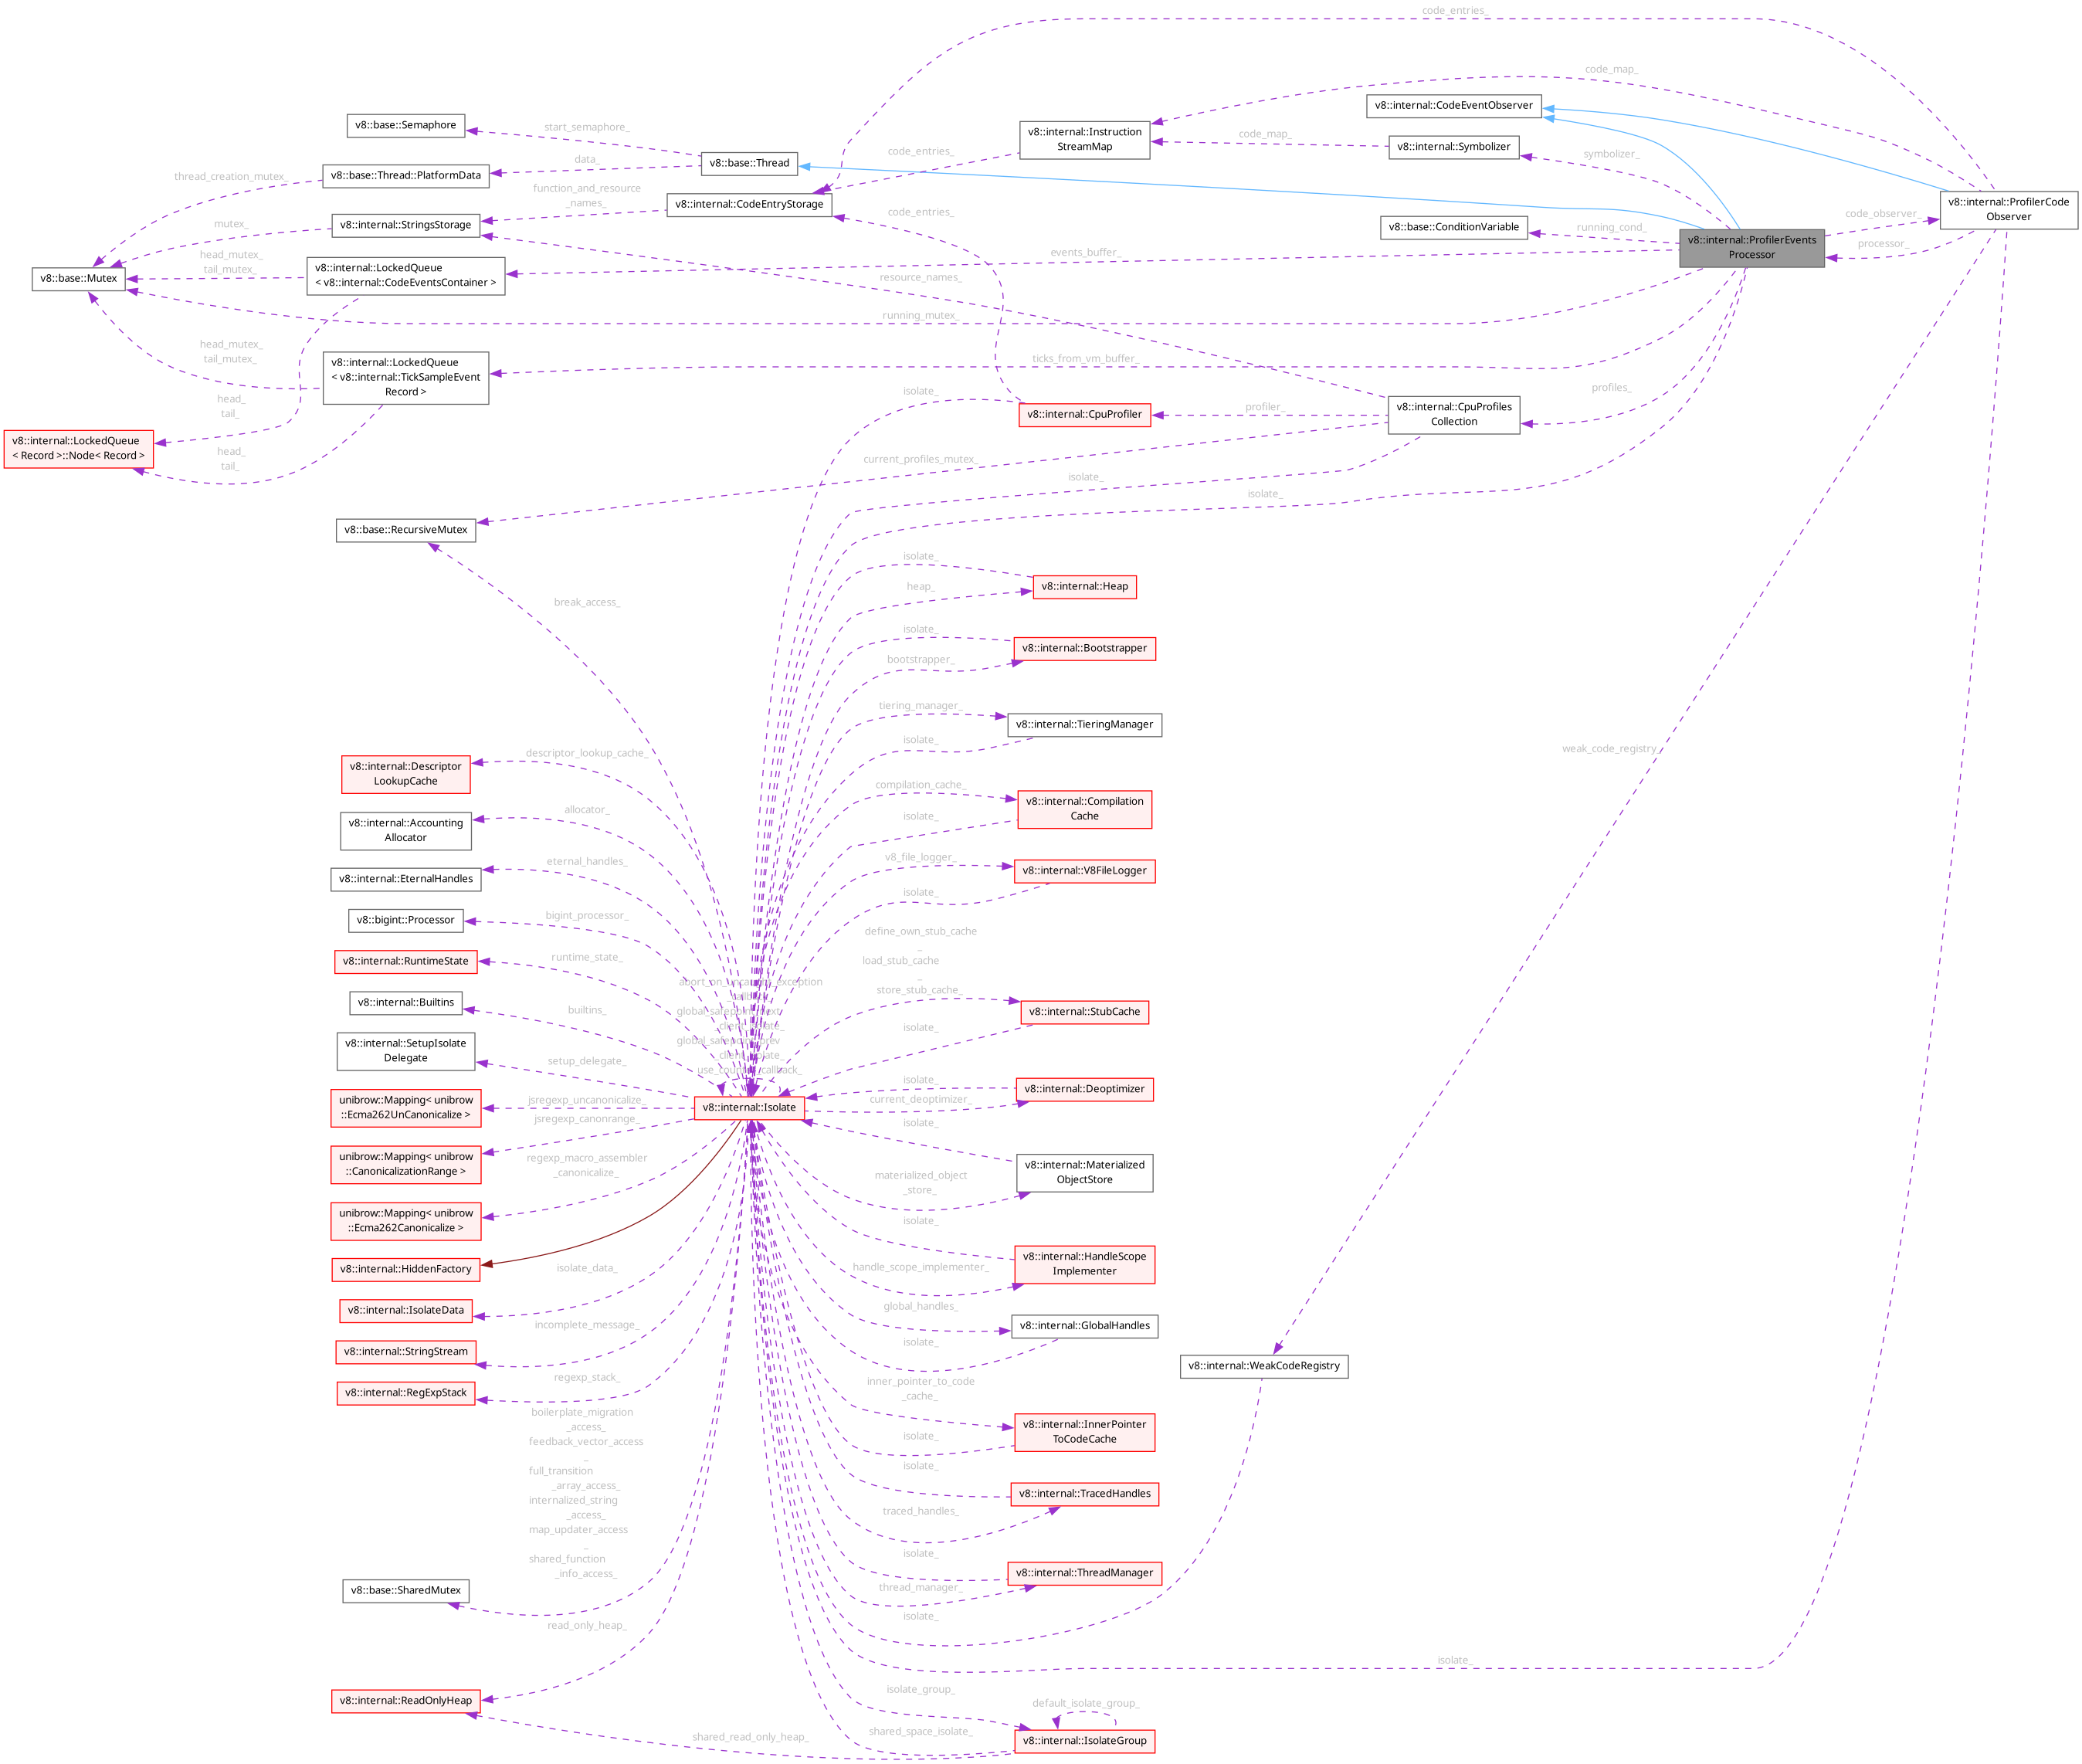 code_entries_
code_map_
v8::internal::CodeEventObserver
v8::base::Semaphore
start_semaphore_
v8::internal::Instruction
StreamMap
code_map_
v8::internal::Symbolizer
symbolizer_
code_entries_
v8::base::Thread
data_
v8::base::Thread::PlatformData
thread_creation_mutex_
function_and_resource
_names_
v8::internal::CodeEntryStorage
v8::internal::ProfilerCode
Observer
code_observer_
processor_
mutex_
v8::internal::StringsStorage
code_entries_
v8::base::ConditionVariable
running_cond_
v8::internal::ProfilerEvents
Processor
head_mutex_
tail_mutex_
v8::internal::LockedQueue
< v8::internal::CodeEventsContainer >
events_buffer_
v8::base::Mutex
resource_names_
running_mutex_
head_mutex_
tail_mutex_
v8::internal::LockedQueue
< v8::internal::TickSampleEvent
Record >
ticks_from_vm_buffer_
head_
tail_
isolate_
v8::internal::CpuProfiler
profiler_
v8::internal::CpuProfiles
Collection
profiles_
v8::internal::LockedQueue
< Record >::Node< Record >
head_
tail_
current_profiles_mutex_
isolate_
isolate_
v8::base::RecursiveMutex
break_access_
isolate_
heap_
v8::internal::Heap
isolate_
bootstrapper_
v8::internal::Bootstrapper
tiering_manager_
isolate_
v8::internal::TieringManager
weak_code_registry_
v8::internal::Descriptor
LookupCache
descriptor_lookup_cache_
compilation_cache_
isolate_
v8::internal::Compilation
Cache
v8::internal::Accounting
Allocator
allocator_
v8::internal::EternalHandles
eternal_handles_
v8_file_logger_
isolate_
v8::internal::V8FileLogger
v8::bigint::Processor
bigint_processor_
v8::internal::RuntimeState
runtime_state_
define_own_stub_cache
_
load_stub_cache
_
store_stub_cache_
isolate_
v8::internal::StubCache
v8::internal::Builtins
builtins_
global_safepoint_prev
_client_isolate_
v8::internal::SetupIsolate
Delegate
setup_delegate_
unibrow::Mapping< unibrow
::Ecma262UnCanonicalize >
jsregexp_uncanonicalize_
jsregexp_canonrange_
v8::internal::Isolate
isolate_
current_deoptimizer_
v8::internal::Deoptimizer
isolate_
unibrow::Mapping< unibrow
::CanonicalizationRange >
regexp_macro_assembler
_canonicalize_
materialized_object
_store_
v8::internal::Materialized
ObjectStore
unibrow::Mapping< unibrow
::Ecma262Canonicalize >
isolate_
v8::internal::HiddenFactory
handle_scope_implementer_
v8::internal::HandleScope
Implementer
v8::internal::IsolateData
isolate_data_
global_handles_
isolate_
v8::internal::GlobalHandles
v8::internal::StringStream
incomplete_message_
v8::internal::WeakCodeRegistry
v8::internal::RegExpStack
regexp_stack_
inner_pointer_to_code
_cache_
isolate_
v8::internal::InnerPointer
ToCodeCache
boilerplate_migration
_access_
feedback_vector_access
_
full_transition
_array_access_
internalized_string
_access_
map_updater_access
_
shared_function
_info_access_
isolate_
traced_handles_
v8::internal::TracedHandles
isolate_
thread_manager_
v8::internal::ThreadManager
v8::base::SharedMutex
isolate_
read_only_heap_
isolate_
v8::internal::ReadOnlyHeap
isolate_group_
default_isolate_group_
shared_space_isolate_
shared_read_only_heap_
v8::internal::IsolateGroup